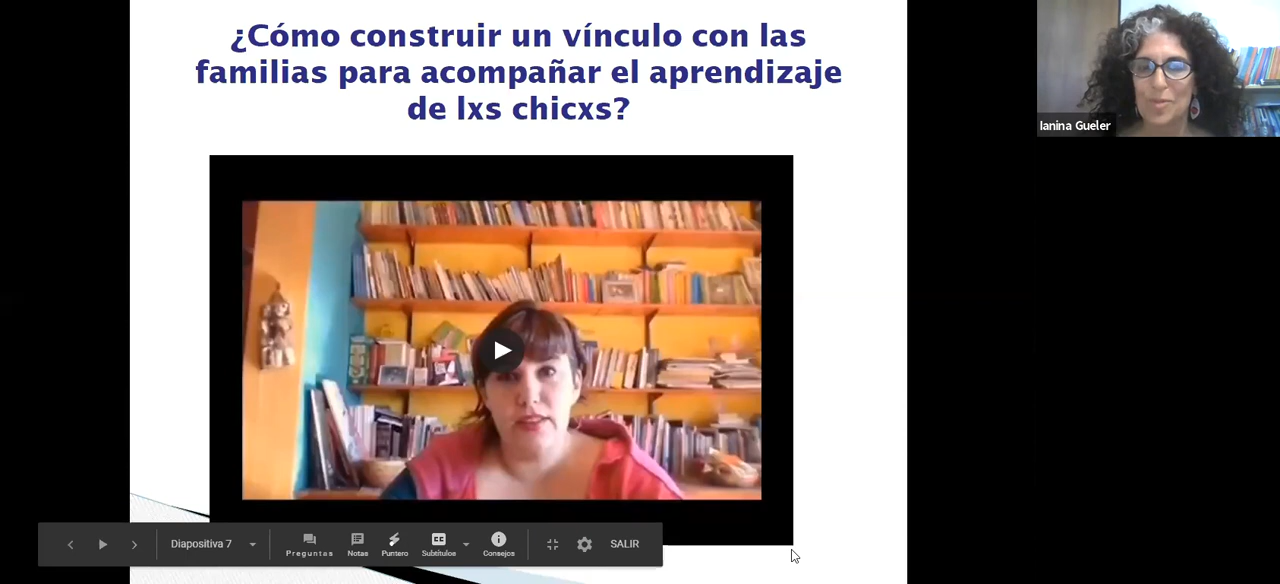 ¿Cómo construir un vínculo con las
familias para acompañar el aprendizaje
de lxs chicxs?
Ianina Gueler
Diapositiva 7
Preguntas
Notas
Puntero
Subtítulos
Consejos
SALIR